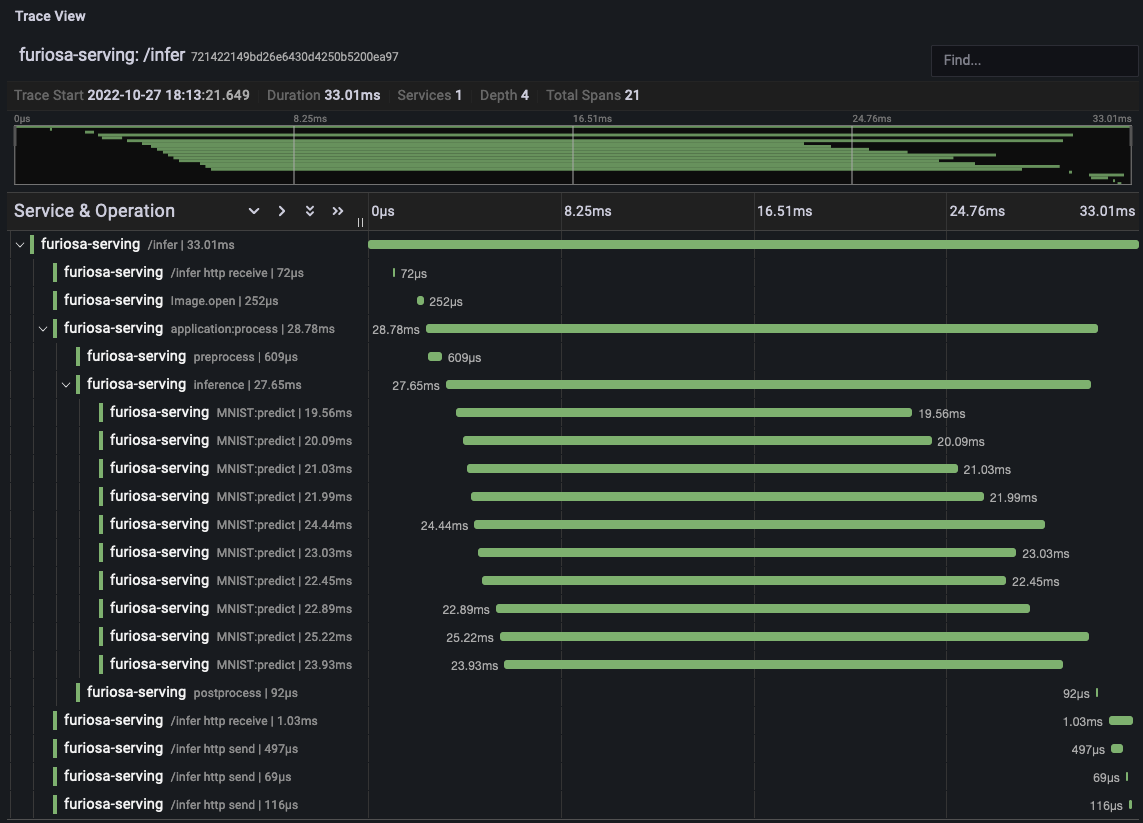 Trace View
furiosa-serving: /infer 721422149bd26e6430d4250b5200ea97
Find...
Trace Start 2022-10-27 18:13:21.649 Duration 33.01ms Services 1 Depth 4 Total Spans 21
0µs 8.25ms 16.51ms 24.76ms 33.01ms
Service & Operation 0µs 8.25ms 16.51ms 24.76ms 33.01ms
furiosa-serving /infer | 33.01ms
furiosa-serving /infer http receive | 72µs 72µs
furiosa-serving Image.open | 252µs 252µs
furiosa-serving application:process | 28.78ms 28.78ms
furiosa-serving preprocess | 609µs 609µs
furiosa-serving inference | 27.65ms 27.65ms
furiosa-serving MNIST:predict | 19.56ms 19.56ms
furiosa-serving MNIST:predict | 20.09ms 20.09ms
furiosa-serving MNIST:predict | 21.03ms 21.03ms
furiosa-serving MNIST:predict | 21.99ms 21.99ms
furiosa-serving MNIST:predict | 24.44ms 24.44ms
furiosa-serving MNIST:predict | 23.03ms 23.03ms
furiosa-serving MNIST:predict | 22.45ms 22.45ms
furiosa-serving MNIST:predict | 22.89ms 22.89ms
furiosa-serving MNIST:predict | 25.22ms 25.22ms
furiosa-serving MNIST:predict | 23.93ms 23.93ms
furiosa-serving postprocess | 92µs 92µs
furiosa-serving /infer http receive | 1.03ms 1.03ms
furiosa-serving /infer http send | 497µs 497µs
furiosa-serving /infer http send | 69µs 69µs
furiosa-serving /infer http send | 116µs 116µs